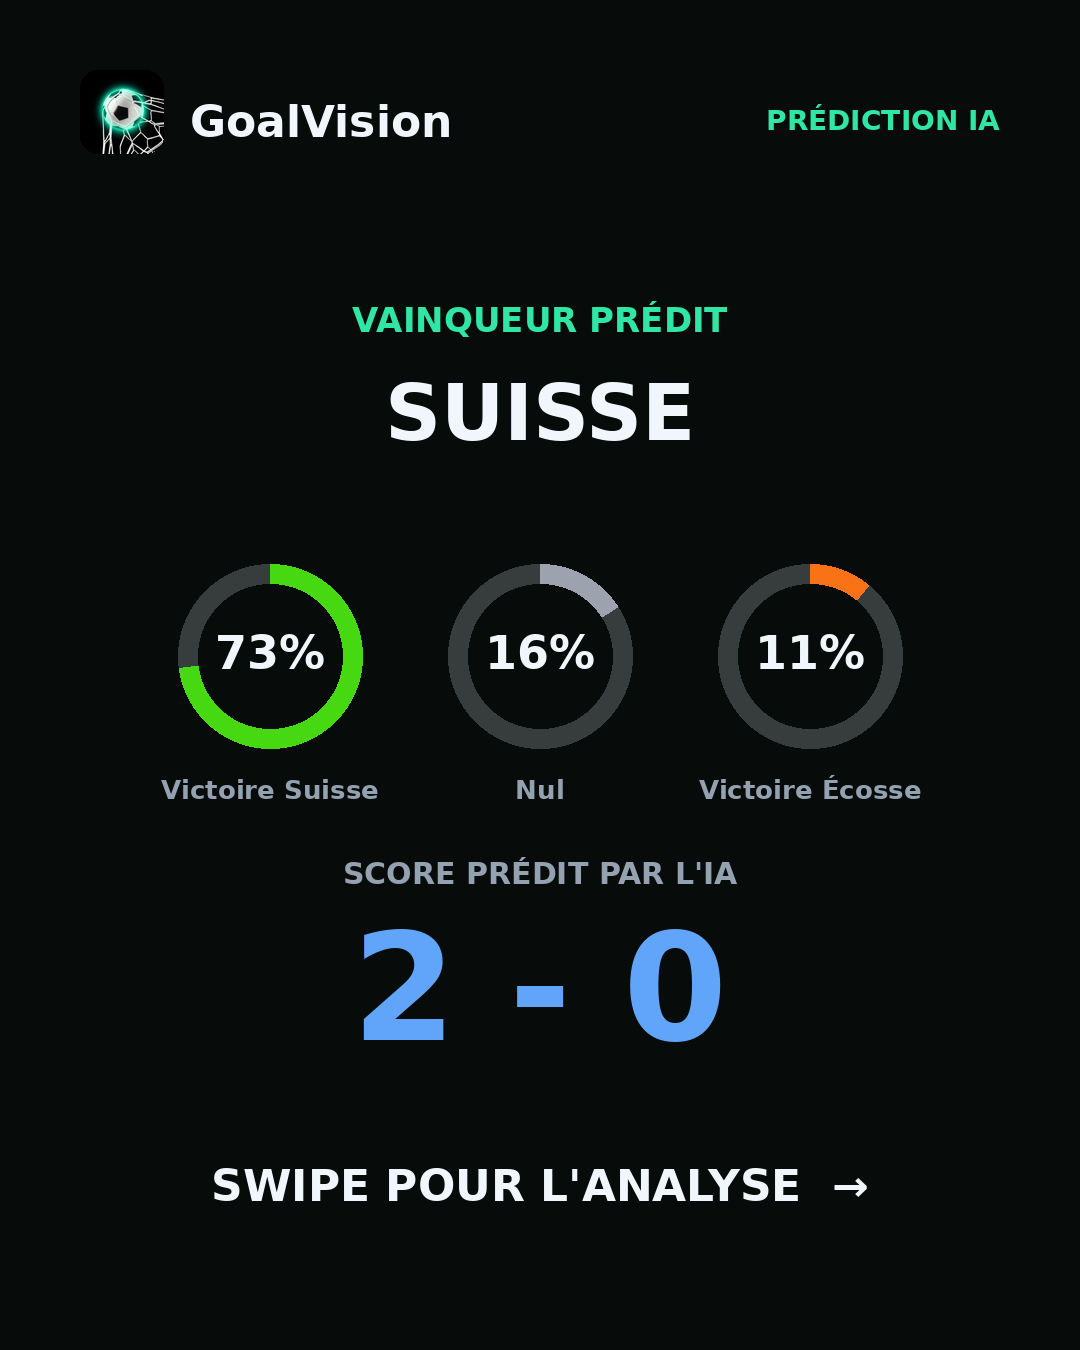 GoalVision
PRÉDICTION IA
VAINQUEUR PRÉDIT
SUISSE
73%
16%
11%
Victoire Suisse
Nul
Victoire Écosse
SCORE PRÉDIT PAR L'IA
2 - 0
SWIPE POUR L'ANALYSE →